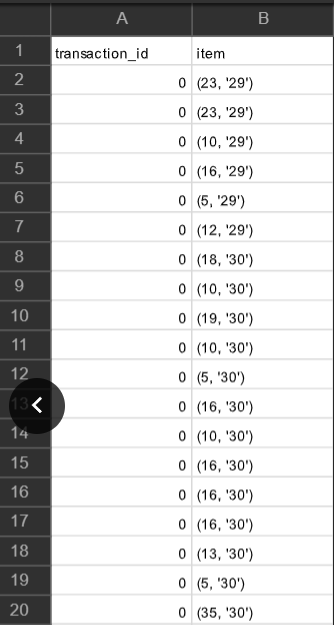 A B
1 transaction_id item
2 0 (23, '29')
3 0 (23, '29')
4 0 (10, '29')
5 0 (16, '29')
6 0 (5, '29')
7 0 (12, '29')
8 0 (18, '30')
9 0 (10, '30')
10 0 (19, '30')
11 0 (10, '30')
12 0 (5, '30')
13 0 (16, '30')
14 0 (10, '30')
15 0 (16, '30')
16 0 (16, '30')
17 0 (16, '30')
18 0 (13, '30')
19 0 (5, '30')
20 0 (35, '30')